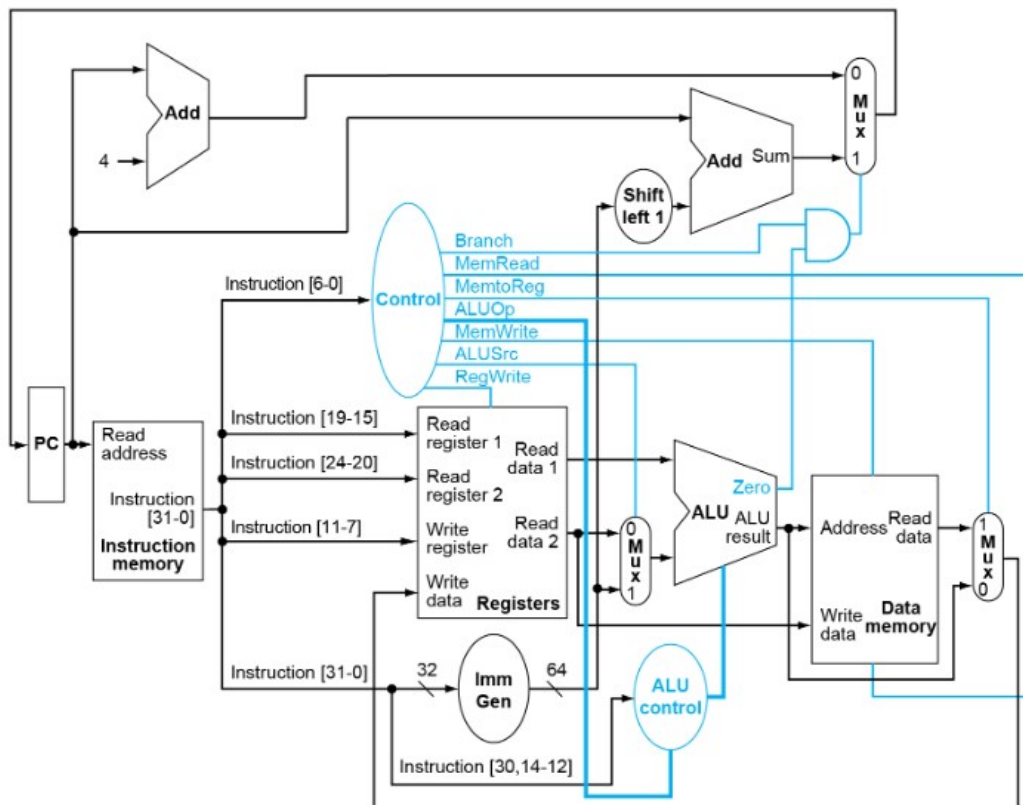 Add
4
0
Mux
1
Add Sum
Shift
left 1
Branch
MemRead
MemtoReg
ALUOp
MemWrite
ALUSrc
RegWrite
Control
Instruction [6-0]
PC
Read
address
Instruction
[31-0]
Instruction
memory
Instruction [19-15]
Instruction [24-20]
Instruction [11-7]
Instruction [31-0]
Read
register 1
Read
register 2
Write
register
Write
data
Read
data 1
Read
data 2
Registers
0
Mux
1
Zero
ALU
ALU
result
Address
Read
data
Write
data
Data
memory
1
Mux
0
32
Imm
Gen
64
ALU
control
Instruction [30,14-12]